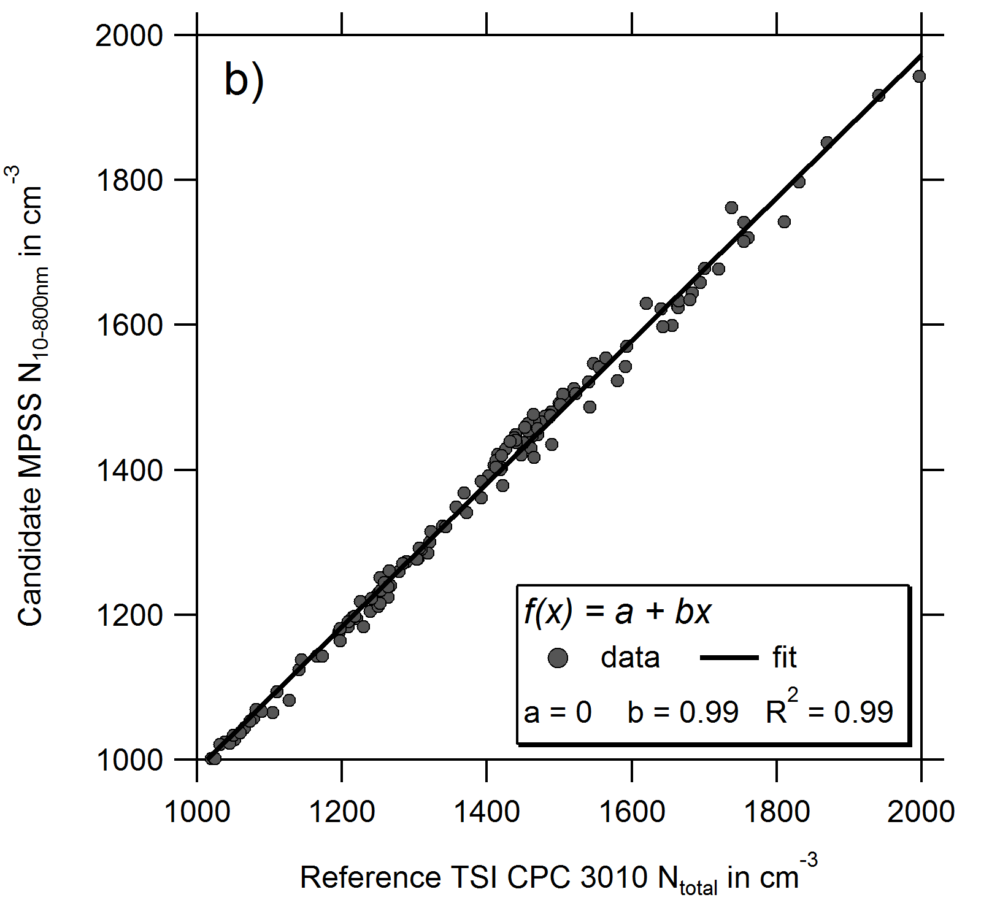 b)
2000
1800
1600
1400
1200
1000
Candidate MPSS N10-800nm in cm-3
f(x) = a + bx
data fit
a = 0 b = 0.99 R2 = 0.99
1000 1200 1400 1600 1800 2000
Reference TSI CPC 3010 Ntotal in cm-3